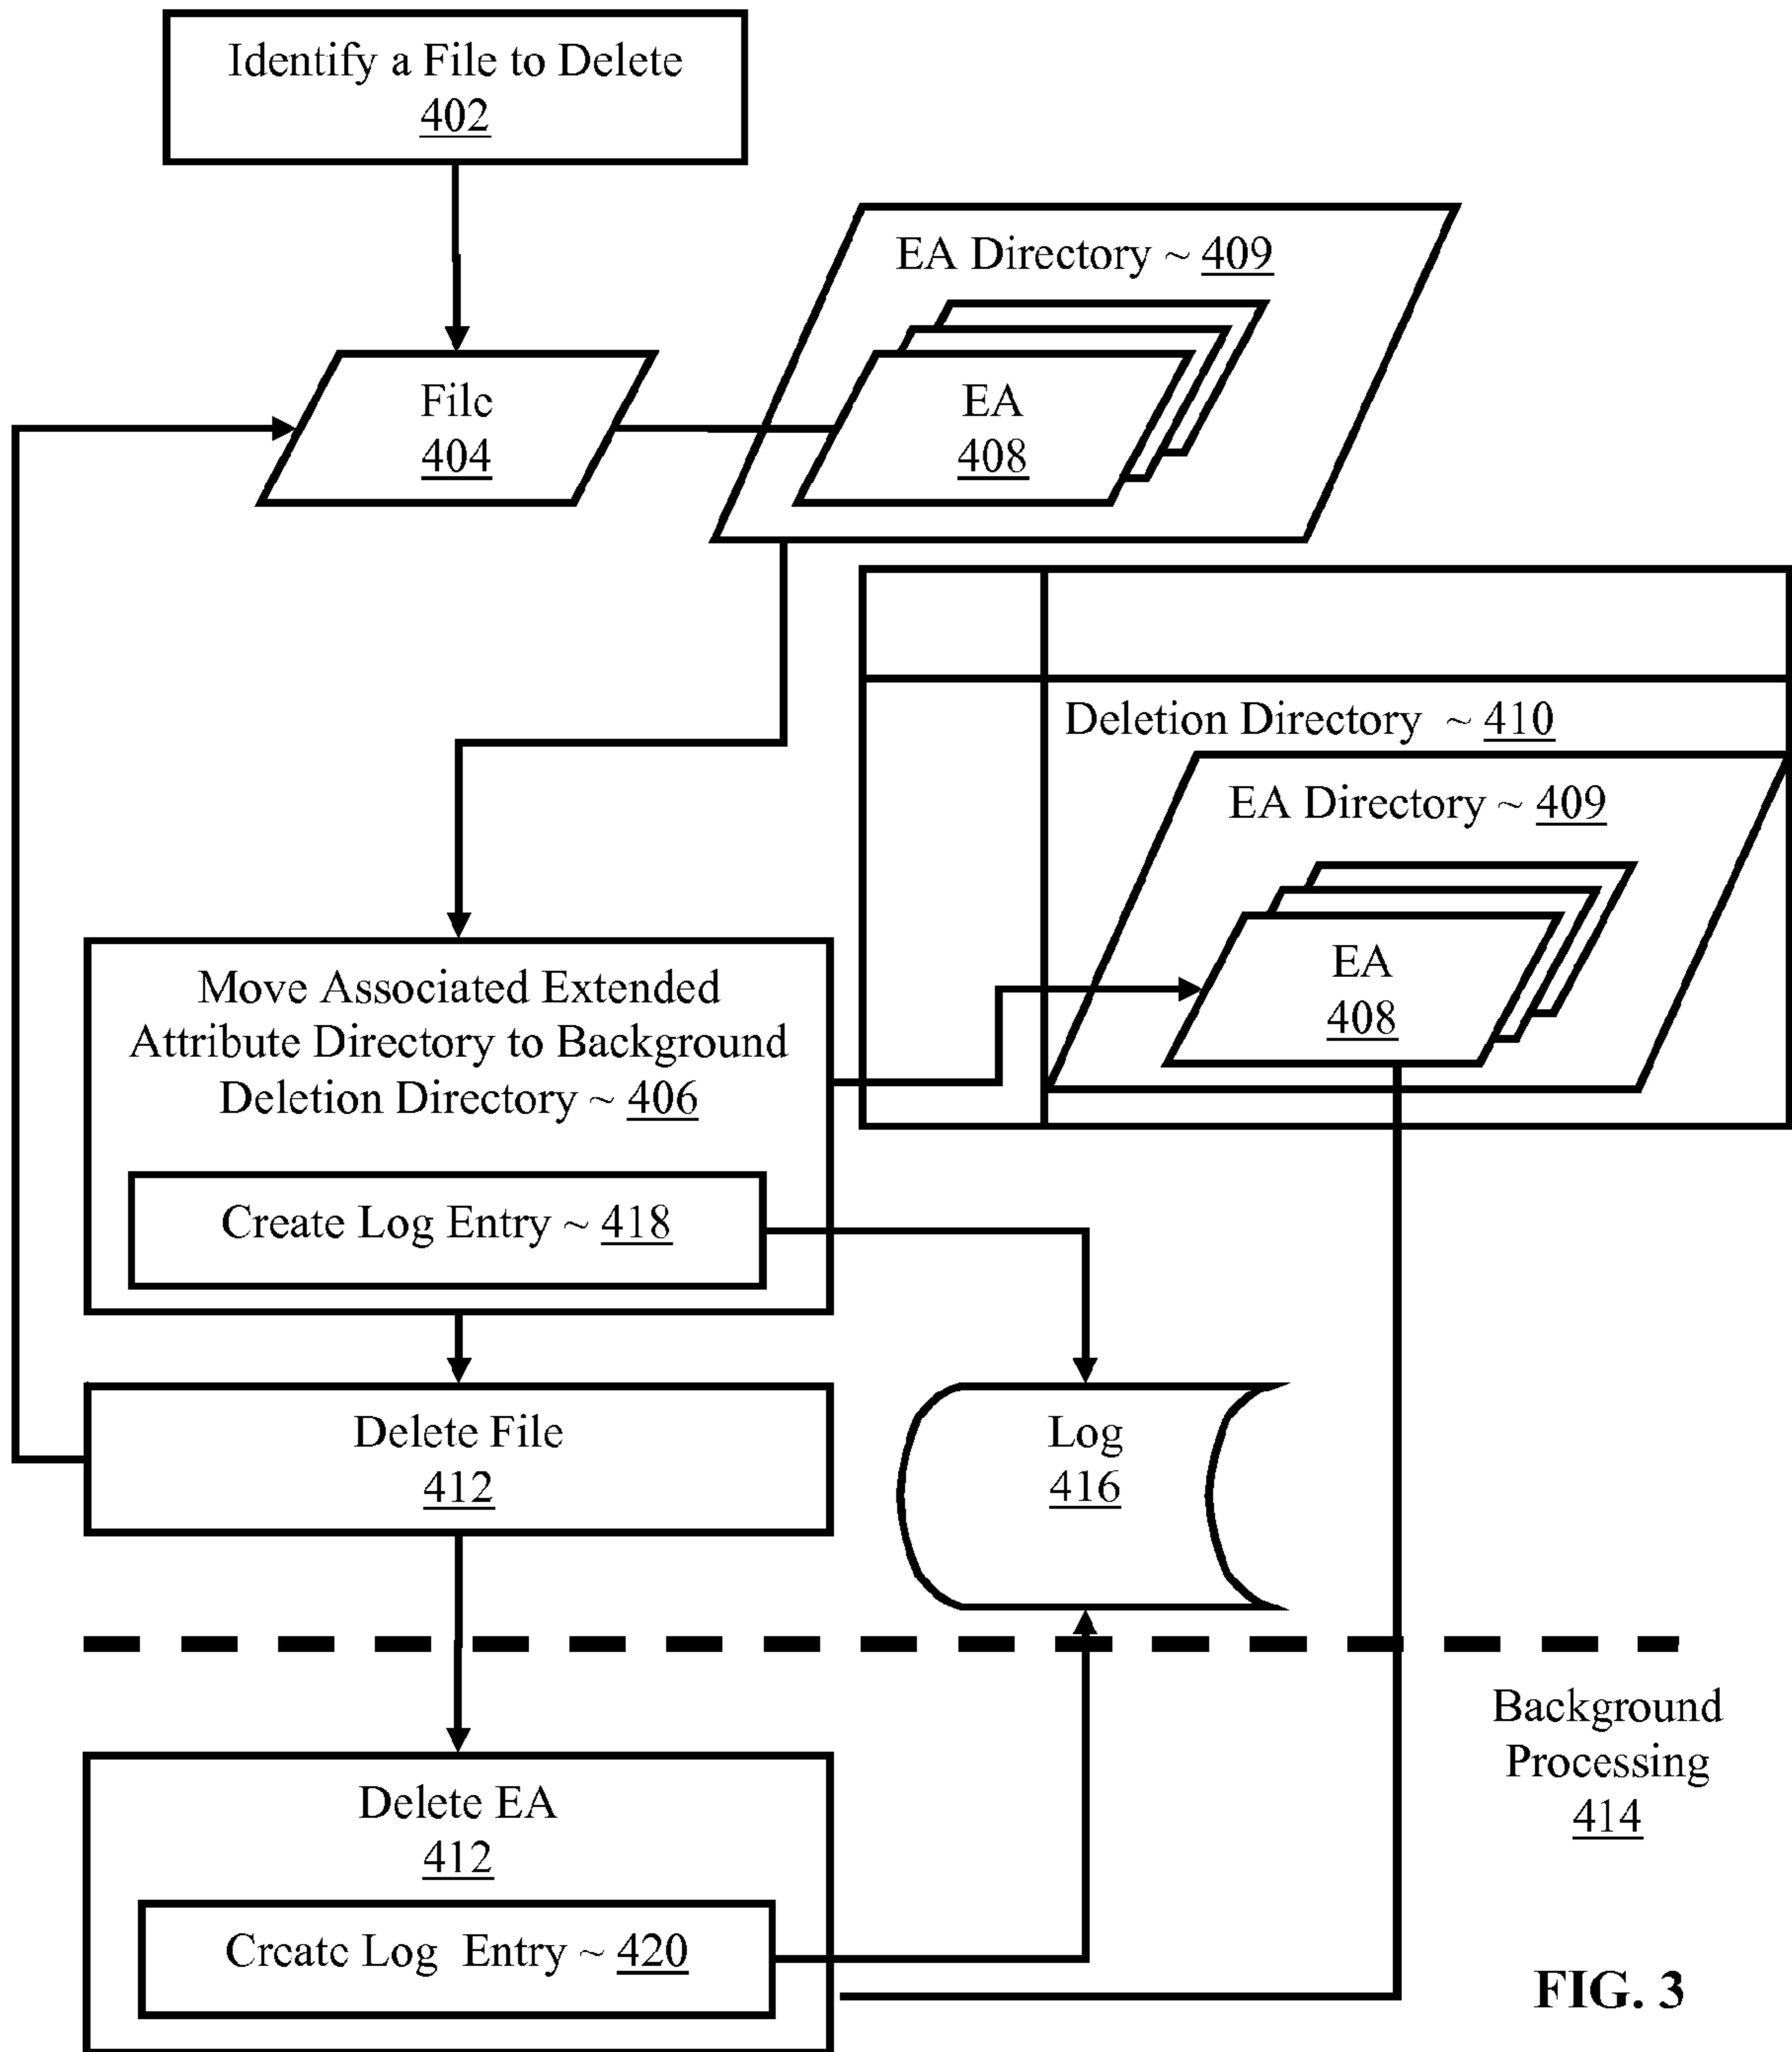 Identify a File to Delete
402
EA Directory ~ 409
File
404
EA
408
Deletion Directory ~ 410
EA Directory ~ 409
EA
408
Move Associated Extended
Attribute Directory to Background
Deletion Directory ~ 406
Create Log Entry ~ 418
Delete File
412
Log
416
Background
Processing
414
Delete EA
412
Create Log Entry ~ 420
FIG. 3